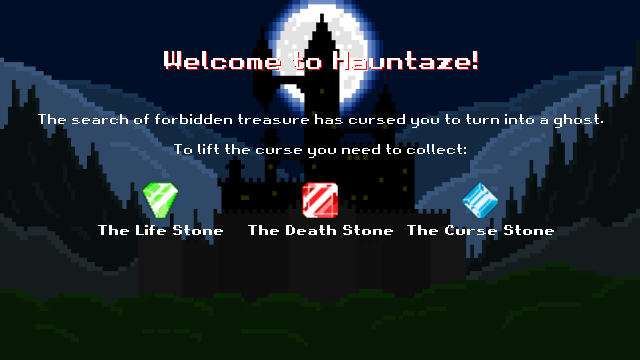 Welcome to Hauntaze!
The search of forbidden treasure has cursed you to turn into a ghost.
To lift the curse you need to collect:
The Life Stone The Death Stone The Curse Stone